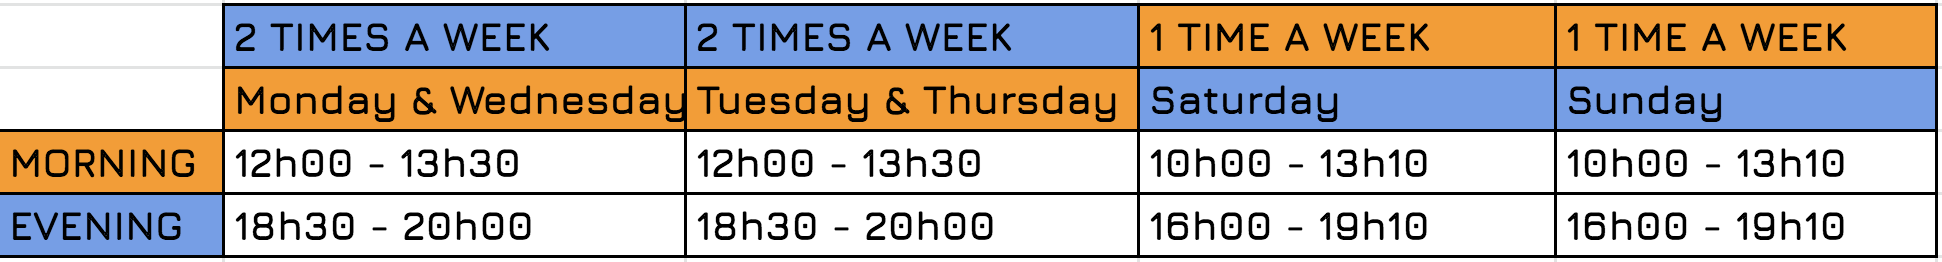 2 TIMES A WEEK 2 TIMES A WEEK 1 TIME A WEEK 1 TIME A WEEK
Monday & Wednesday Tuesday & Thursday Saturday Sunday
MORNING 12h00 - 13h30 12h00 - 13h30 10h00 - 13h10 10h00 - 13h10
EVENING 18h30 - 20h00 18h30 - 20h00 16h00 - 19h10 16h00 - 19h10